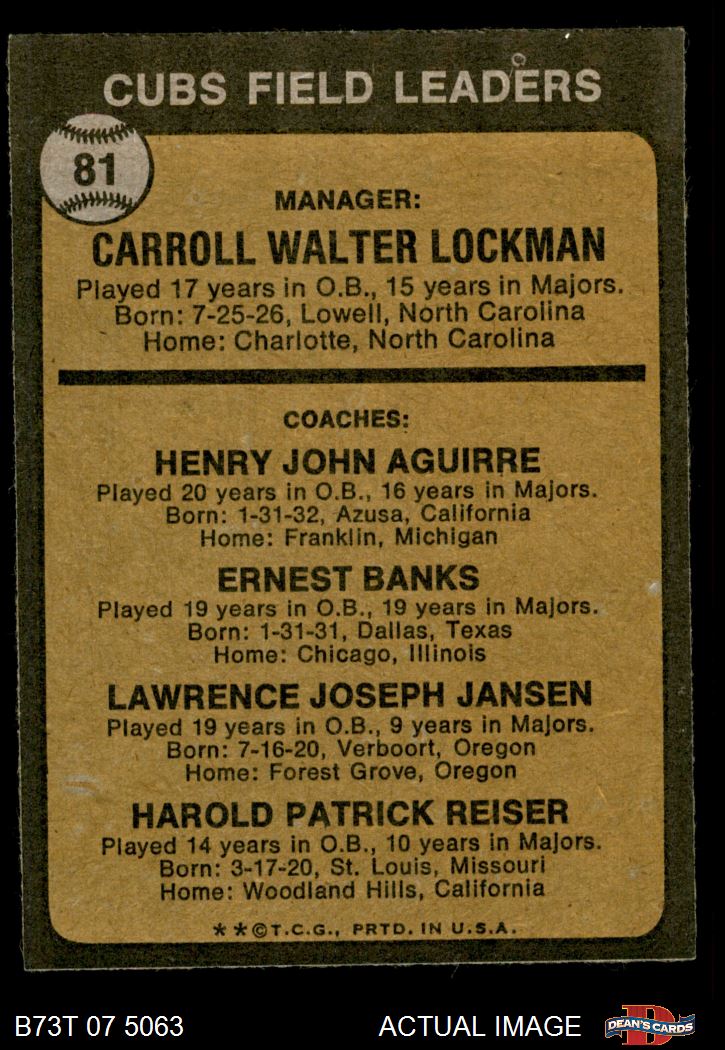 CUBS FIELD LEADERS
81
MANAGER:
CARROLL WALTER LOCKMAN
Played 17 years in O.B., 15 years in Majors.
Born: 7-25-26, Lowell, North Carolina
Home: Charlotte, North Carolina
COACHES:
HENRY JOHN AGUIRRE
Played 20 years in O.B., 16 years in Majors.
Born: 1-31-32, Azusa, California
Home: Franklin, Michigan
ERNEST BANKS
Played 19 years in O.B., 19 years in Majors.
Born: 1-31-31, Dallas, Texas
Home: Chicago, Illinois
LAWRENCE JOSEPH JANSEN
Played 19 years in O.B., 9 years in Majors.
Born: 7-16-20, Verboort, Oregon
Home: Forest Grove, Oregon
HAROLD PATRICK REISER
Played 14 years in O.B., 10 years in Majors.
Born: 3-17-20, St. Louis, Missouri
Home: Woodland Hills, California
**©T.C.G., PRTD. IN U.S.A.
B73T 07 5063
ACTUAL IMAGE
D
DEAN'S CARDS